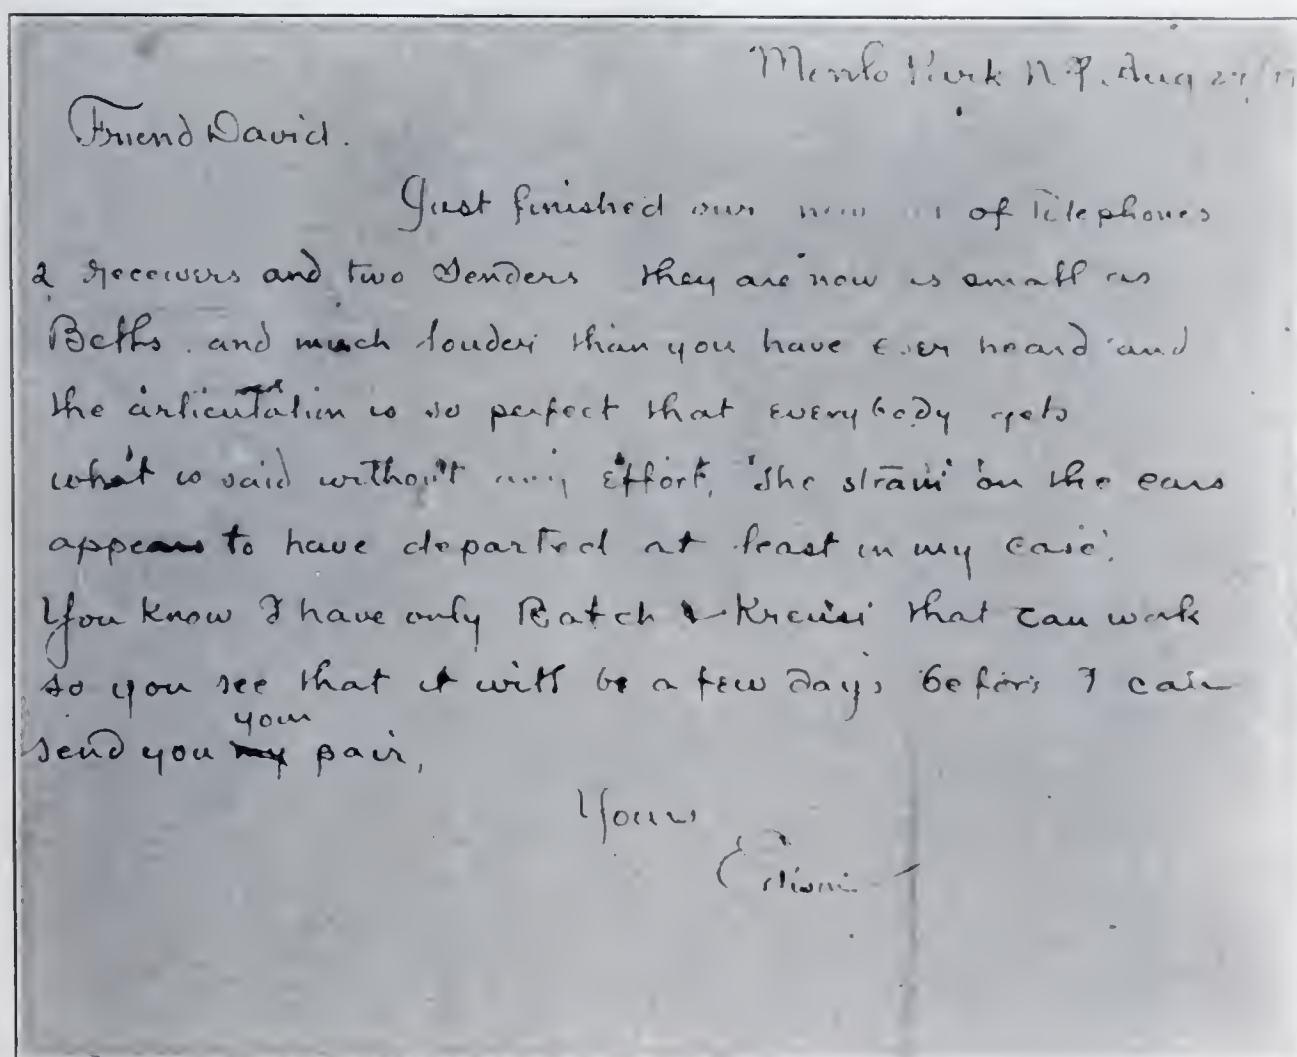 Menlo Park N.J. Aug 27/77
Friend David.
Just finished our new of Telephones
2 receivers and two Senders they are now as small as
Bells. and much louder than you have ever heard and
the articulation is so perfect that everybody gets
what is said without any Effort, The strain on the ears
appears to have departed at least in my case.
You know I have only Batch & Kreuzi that can work
so you see that it will be a few days before I can
your
send you my pair,
Yours
Edison